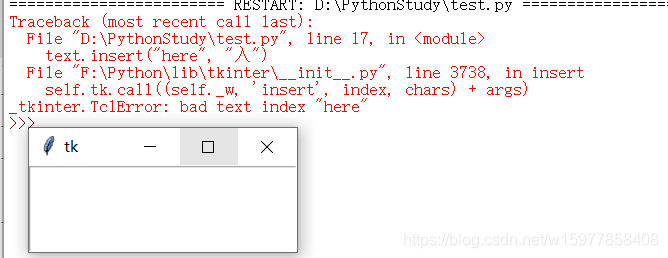 ======================== RESTART: D:\PythonStudy\test.py ================
Traceback (most recent call last):
  File "D:\PythonStudy\test.py", line 17, in <module>
    text.insert("here", "入")
  File "F:\Python\lib\tkinter\__init__.py", line 3738, in insert
    self.tk.call((self._w, 'insert', index, chars) + args)
_tkinter.TclError: bad text index "here"
>>>
tk
https://blog.csdn.net/w15977858408